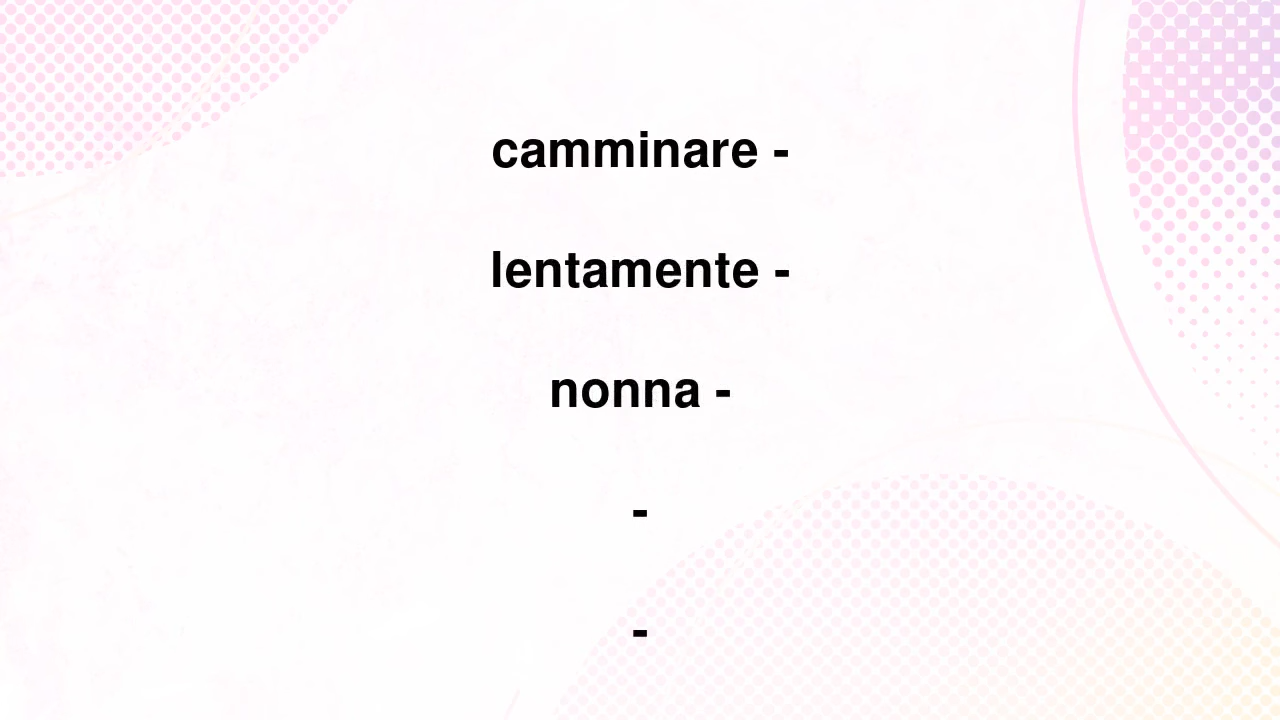 camminare -
lentamente -
nonna -
-
-